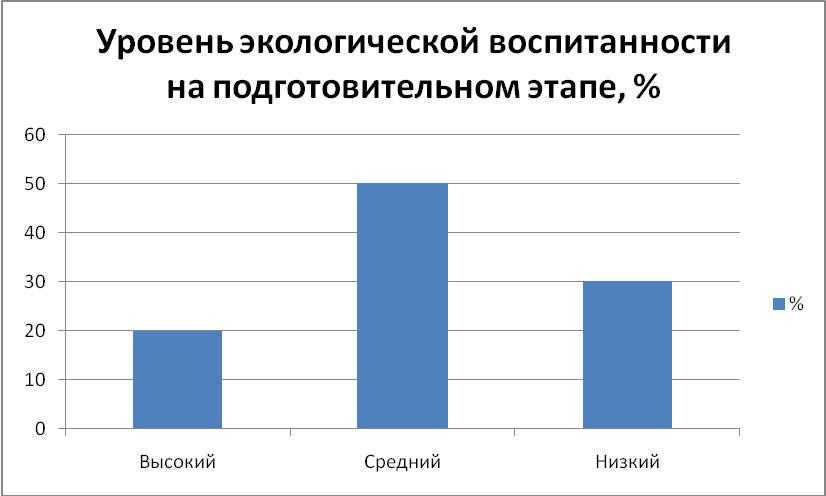 Уровень экологической воспитанности
на подготовительном этапе, %
60
50
40
30
20
10
0
Высокий
Средний
Низкий
%